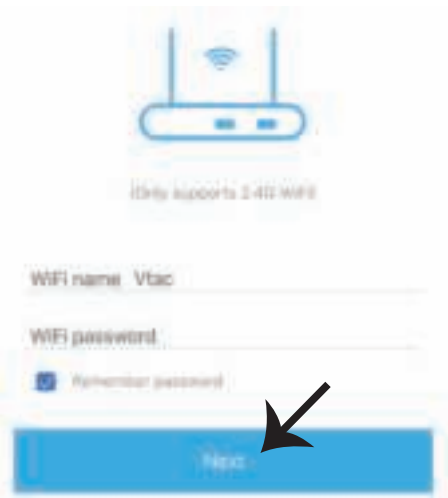 (Only supports 2.4G WiFi)
WiFi name Vtac
WiFi password
Remember password
Next